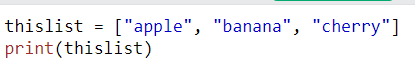 thislist = ["apple", "banana", "cherry"]
print(thislist)